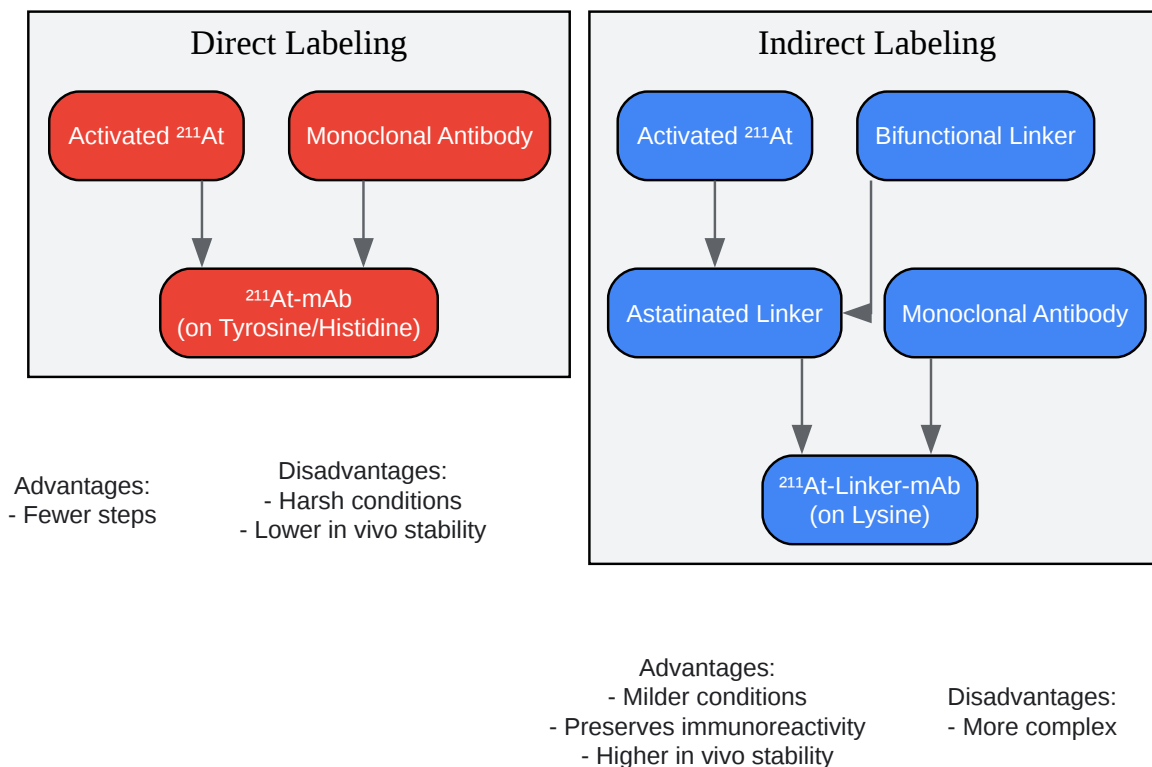 Direct Labeling
Activated ²¹¹At
Monoclonal Antibody
²¹¹At-mAb
(on Tyrosine/Histidine)
Advantages:
- Fewer steps
Disadvantages:
- Harsh conditions
- Lower in vivo stability
Indirect Labeling
Activated ²¹¹At
Bifunctional Linker
Astatinated Linker
Monoclonal Antibody
²¹¹At-Linker-mAb
(on Lysine)
Advantages:
- Milder conditions
- Preserves immunoreactivity
- Higher in vivo stability
Disadvantages:
- More complex